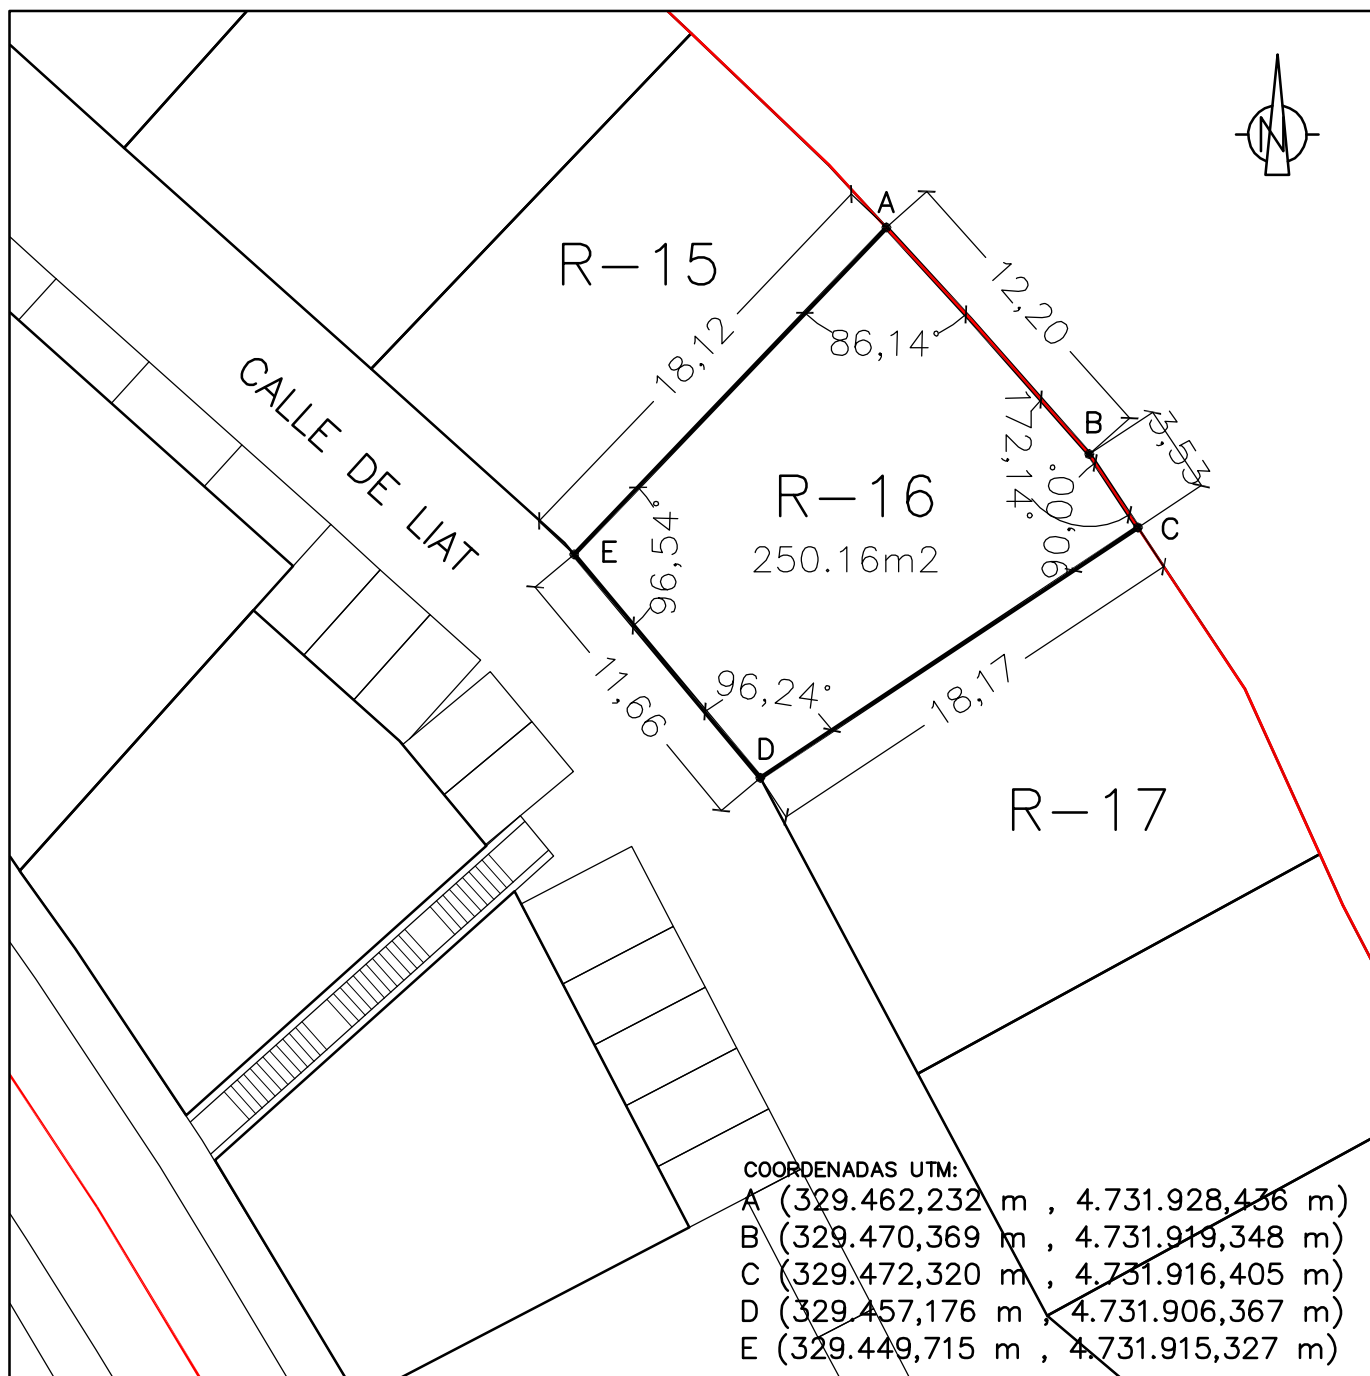 N
A
R-15
12,20
18,12
86,14°
CALLE DE LIAT
B
3,53
172,14°
R-16
250.16m2
90,00°
C
E
96,54°
11,66
96,24°
18,17
D
R-17
COORDENADAS UTM:
A (329.462,232 m , 4.731.928,436 m)
B (329.470,369 m , 4.731.919,348 m)
C (329.472,320 m , 4.731.916,405 m)
D (329.457,176 m , 4.731.906,367 m)
E (329.449,715 m , 4.731.915,327 m)